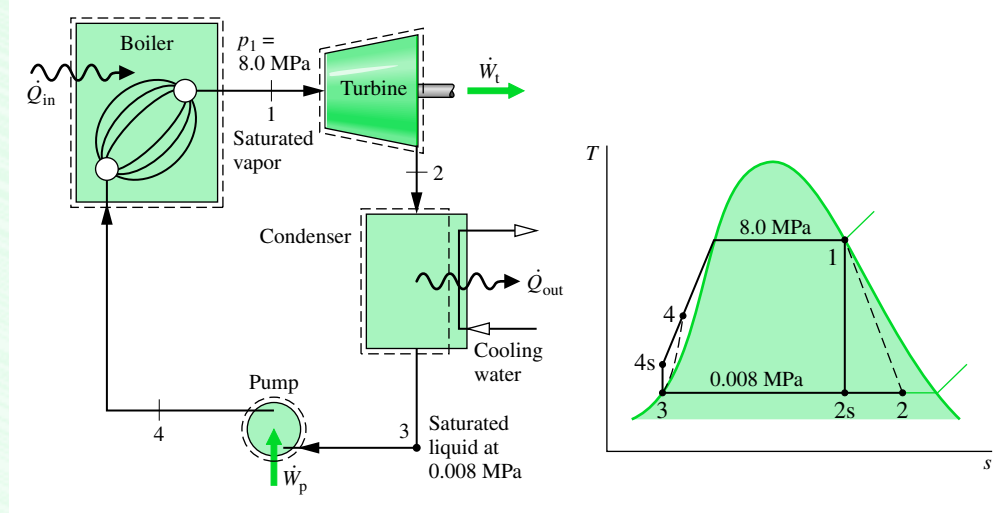 Boiler
p1 =
8.0 MPa
Q̇in
Turbine
Ẇt
1
Saturated
vapor
2
Condenser
Q̇out
Cooling
water
Pump
4
3
Saturated
liquid at
0.008 MPa
Ẇp
T
8.0 MPa
1
4
4s
0.008 MPa
3
2s
2
s